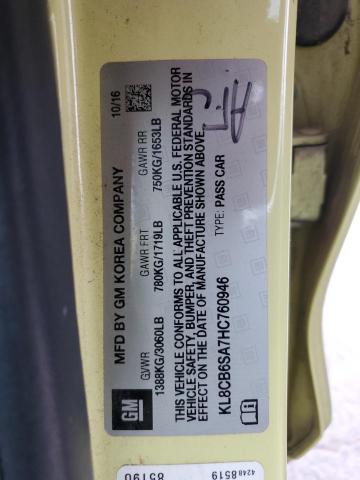 MFD BY GM KOREA COMPANY 10/16
GVWR GAWR FRT GAWR RR
1388KG/3060LB 780KG/1719LB 750KG/1653LB
THIS VEHICLE CONFORMS TO ALL APPLICABLE U.S. FEDERAL MOTOR
VEHICLE SAFETY, BUMPER, AND THEFT PREVENTION STANDARDS IN
EFFECT ON THE DATE OF MANUFACTURE SHOWN ABOVE.
KL8CB6SA7HC760946 TYPE: PASS CAR
GM
4248519
85190